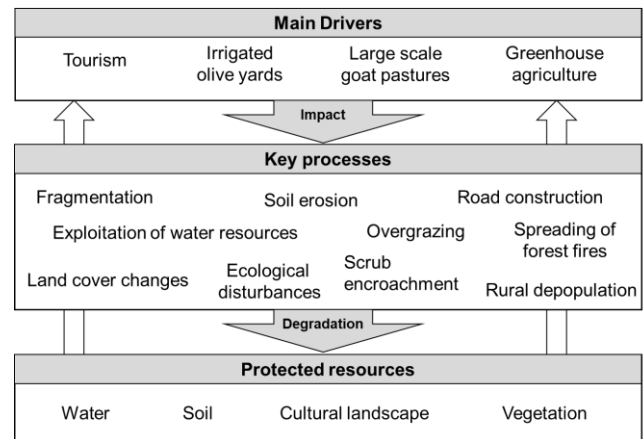 Main Drivers
Tourism
Irrigated
olive yards
Large scale
goat pastures
Greenhouse
agriculture
Impact
Key processes
Fragmentation
Soil erosion
Road construction
Exploitation of water resources
Overgrazing
Spreading of
forest fires
Land cover changes
Ecological
disturbances
Scrub
encroachment
Rural depopulation
Degradation
Protected resources
Water
Soil
Cultural landscape
Vegetation